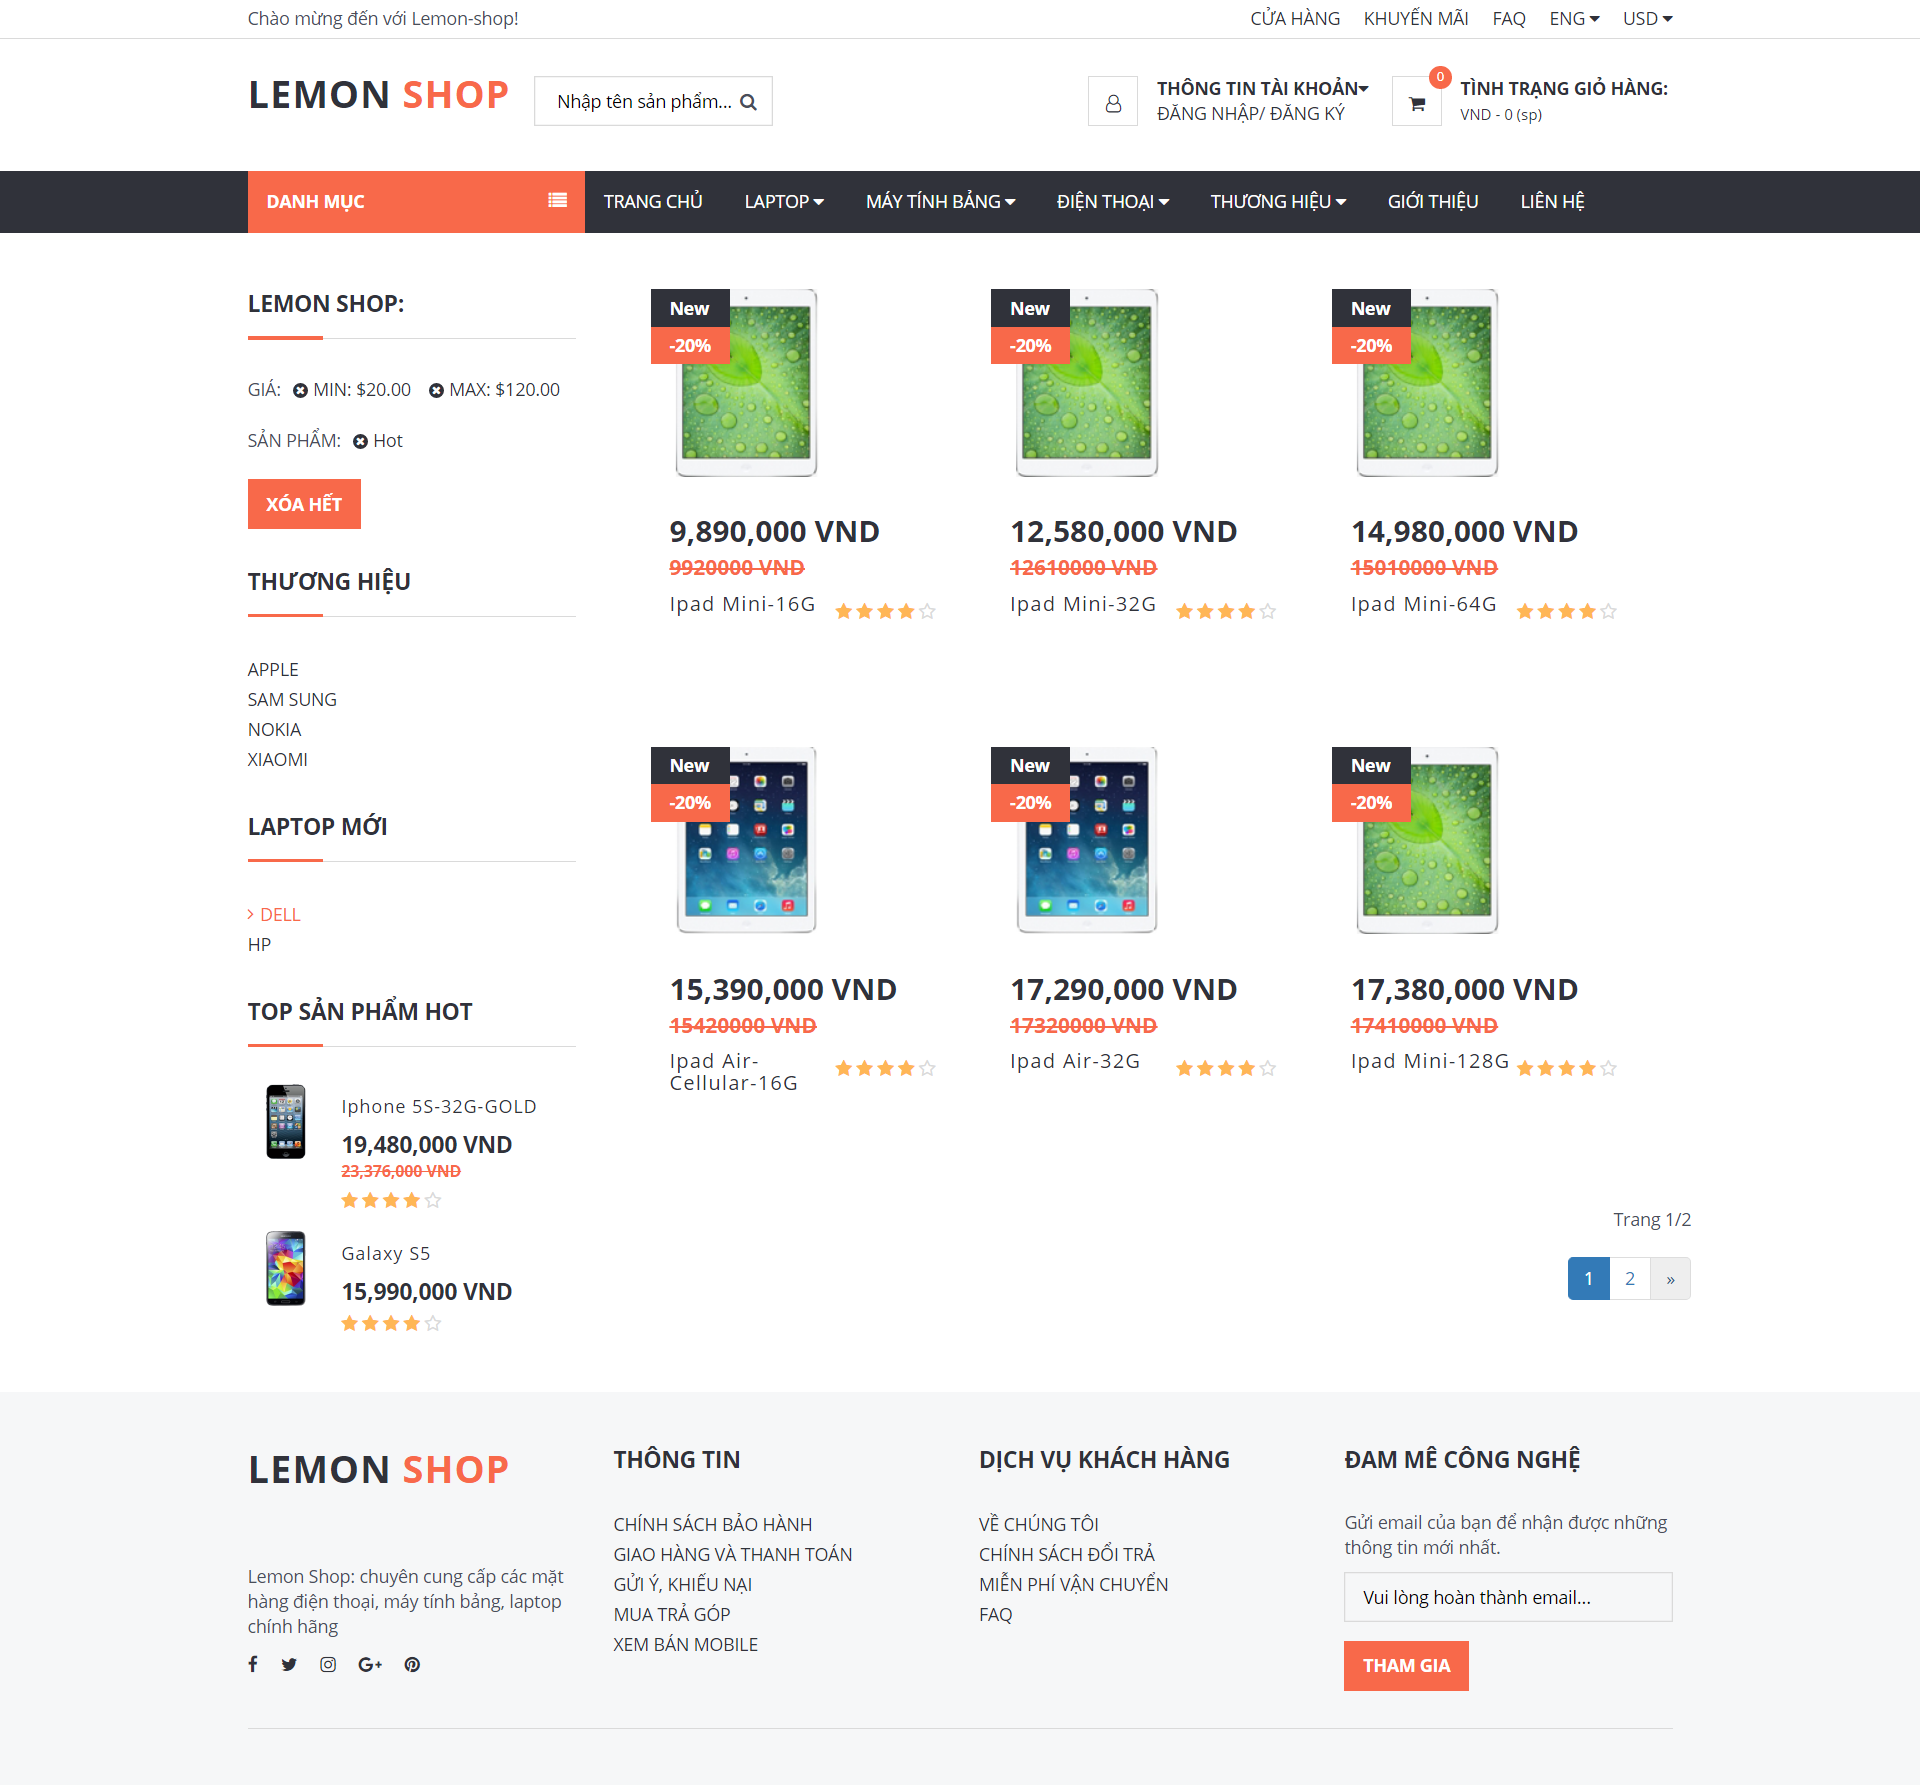 Chào mừng đến với Lemon-shop!
CỬA HÀNG KHUYẾN MÃI FAQ ENG USD
LEMON SHOP
Nhập tên sản phẩm...
THÔNG TIN TÀI KHOẢN
ĐĂNG NHẬP/ ĐĂNG KÝ
0
TÌNH TRẠNG GIỎ HÀNG:
VND - 0 (sp)
DANH MỤC
TRANG CHỦ LAPTOP MÁY TÍNH BẢNG ĐIỆN THOẠI THƯƠNG HIỆU GIỚI THIỆU LIÊN HỆ
LEMON SHOP:
GIÁ: MIN: $20.00 MAX: $120.00
SẢN PHẨM: Hot
XÓA HẾT
THƯƠNG HIỆU
APPLE
SAM SUNG
NOKIA
XIAOMI
LAPTOP MỚI
DELL
HP
TOP SẢN PHẨM HOT
Iphone 5S-32G-GOLD
19,480,000 VND
23,376,000 VND
Galaxy S5
15,990,000 VND
New
-20%
9,890,000 VND
9920000 VND
Ipad Mini-16G
New
-20%
12,580,000 VND
12610000 VND
Ipad Mini-32G
New
-20%
14,980,000 VND
15010000 VND
Ipad Mini-64G
New
-20%
15,390,000 VND
15420000 VND
Ipad Air-
Cellular-16G
New
-20%
17,290,000 VND
17320000 VND
Ipad Air-32G
New
-20%
17,380,000 VND
17410000 VND
Ipad Mini-128G
Trang 1/2
1 2 »
LEMON SHOP
Lemon Shop: chuyên cung cấp các mặt
hàng điện thoại, máy tính bảng, laptop
chính hãng
THÔNG TIN
CHÍNH SÁCH BẢO HÀNH
GIAO HÀNG VÀ THANH TOÁN
GỬI Ý, KHIẾU NẠI
MUA TRẢ GÓP
XEM BÁN MOBILE
DỊCH VỤ KHÁCH HÀNG
VỀ CHÚNG TÔI
CHÍNH SÁCH ĐỔI TRẢ
MIỄN PHÍ VẬN CHUYỂN
FAQ
ĐAM MÊ CÔNG NGHỆ
Gửi email của bạn để nhận được những
thông tin mới nhất.
Vui lòng hoàn thành email...
THAM GIA